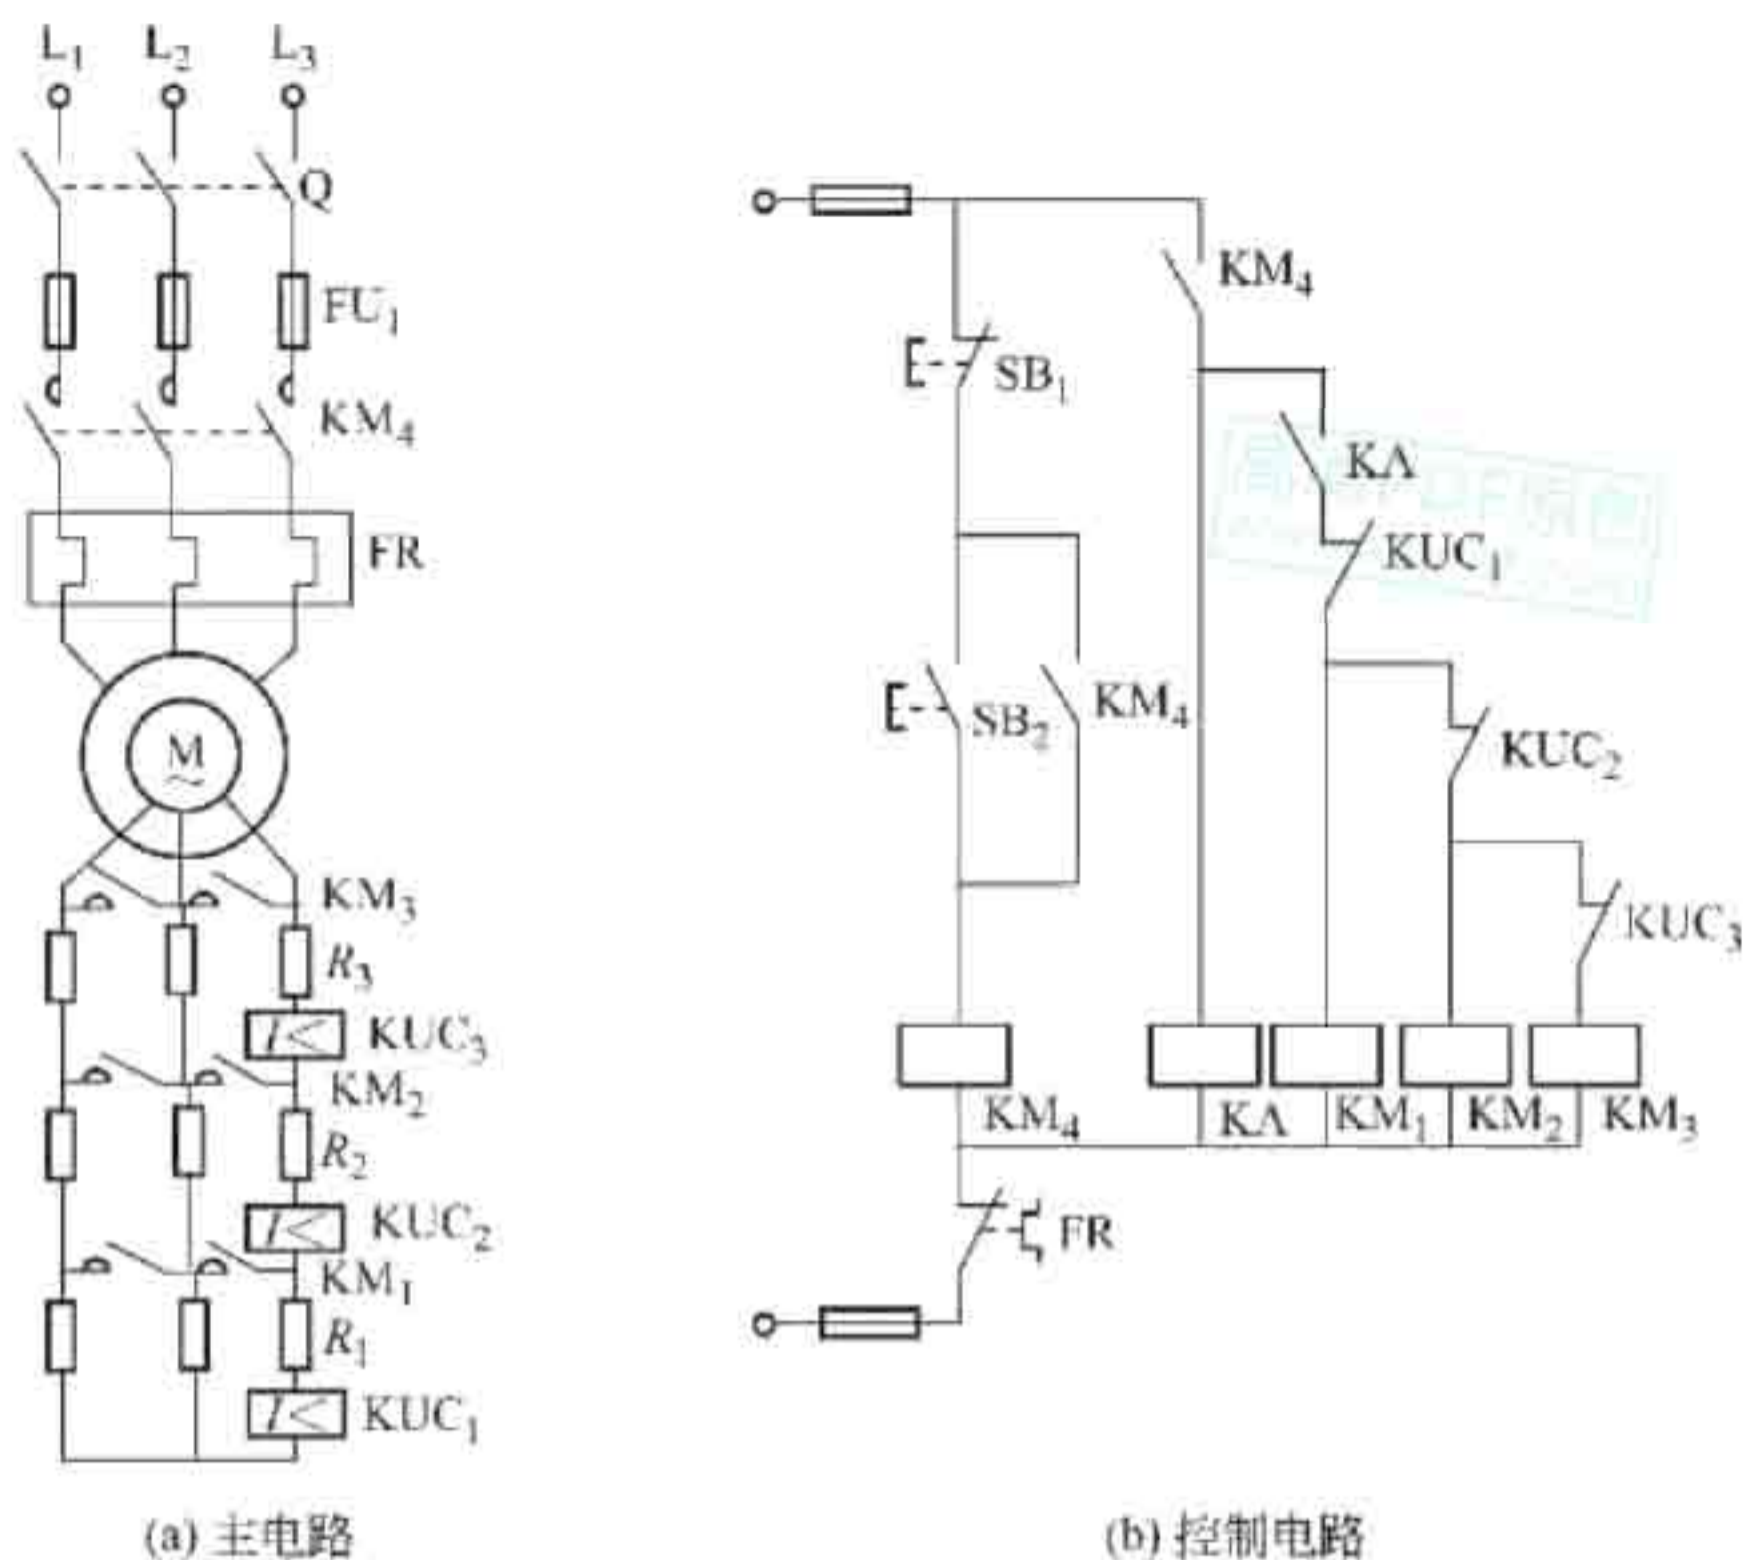 L₁ L₂ L₃
Q
FU₁
KM₄
FR
M
~
KM₃
R₃
I<
KUC₃
KM₂
R₂
I<
KUC₂
KM₁
R₁
I<
KUC₁
(a) 主电路
KM₄
SB₁
KA
KUC₁
SB₂
KM₄
KUC₂
KUC₃
KM₄ KA KM₁ KM₂ KM₃
FR
(b) 控制电路